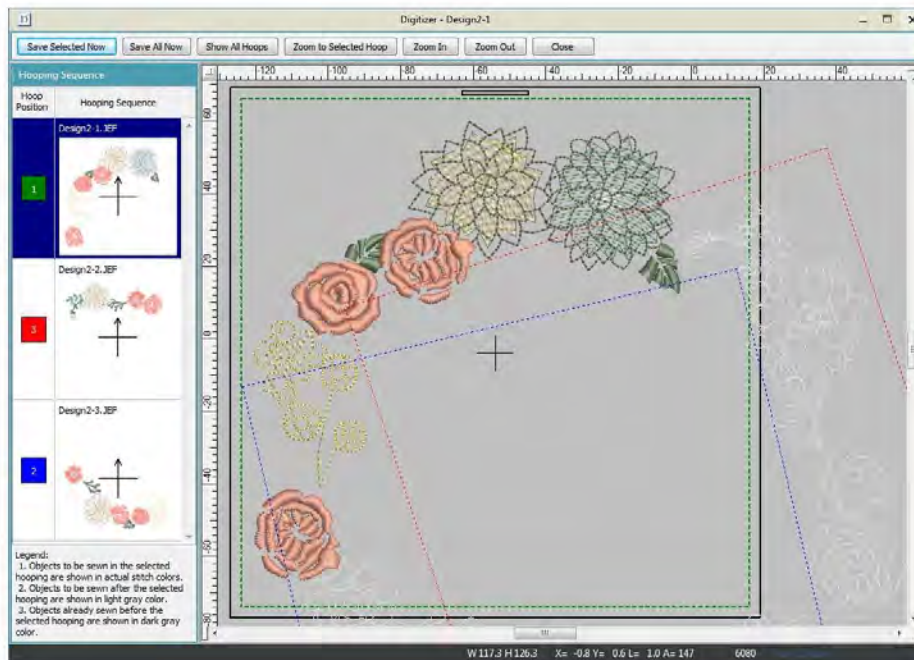 Digitizer - Design2-1
Save Selected Now
Save All Now
Show All Hoops
Zoom to Selected Hoop
Zoom In
Zoom Out
Close
Hooping Sequence
Hoop Position
Hooping Sequence
Design2-1.JEF
1
Design2-2.JEF
3
Design2-3.JEF
2
Legend:
1. Objects to be sewn in the selected
hooping are shown in actual stitch colors.
2. Objects to be sewn after the selected
hooping are shown in light gray color.
3. Objects already sewn before the
selected hooping are shown in dark gray
color.
-120 -100 -80 -60 -40 -20 0 20 40
60
40
20
0
-20
-40
-60
-80
W 117.3 H 126.3 X= -0.8 Y= 0.6 L= 1.0 A= 147 6080